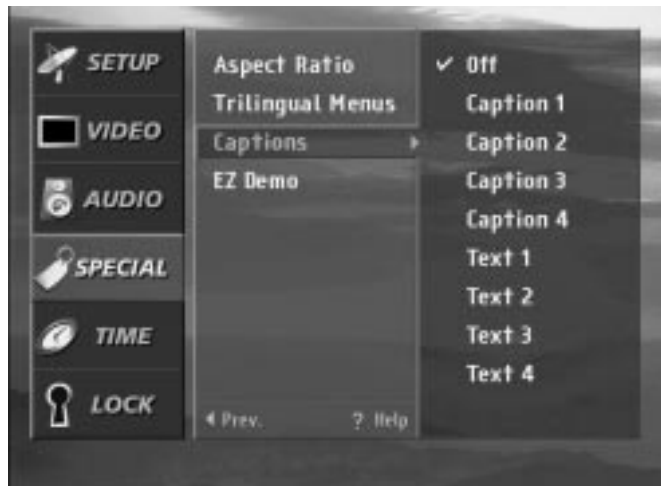 SETUP
VIDEO
AUDIO
SPECIAL
TIME
LOCK
Aspect Ratio
Trilingual Menus
Captions
EZ Demo
Prev. ? Help
✓ Off
Caption 1
Caption 2
Caption 3
Caption 4
Text 1
Text 2
Text 3
Text 4